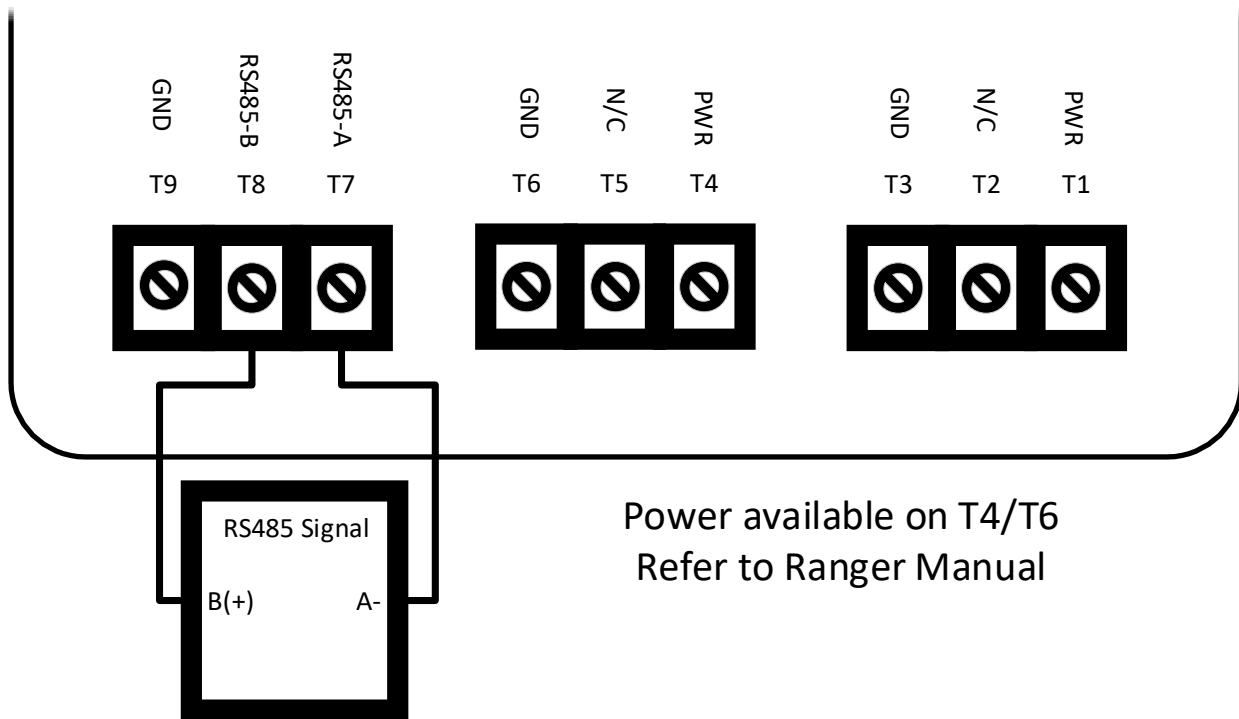 GND RS485-B RS485-A GND N/C PWR GND N/C PWR
T9 T8 T7 T6 T5 T4 T3 T2 T1
RS485 Signal
B(+) A-
Power available on T4/T6
Refer to Ranger Manual